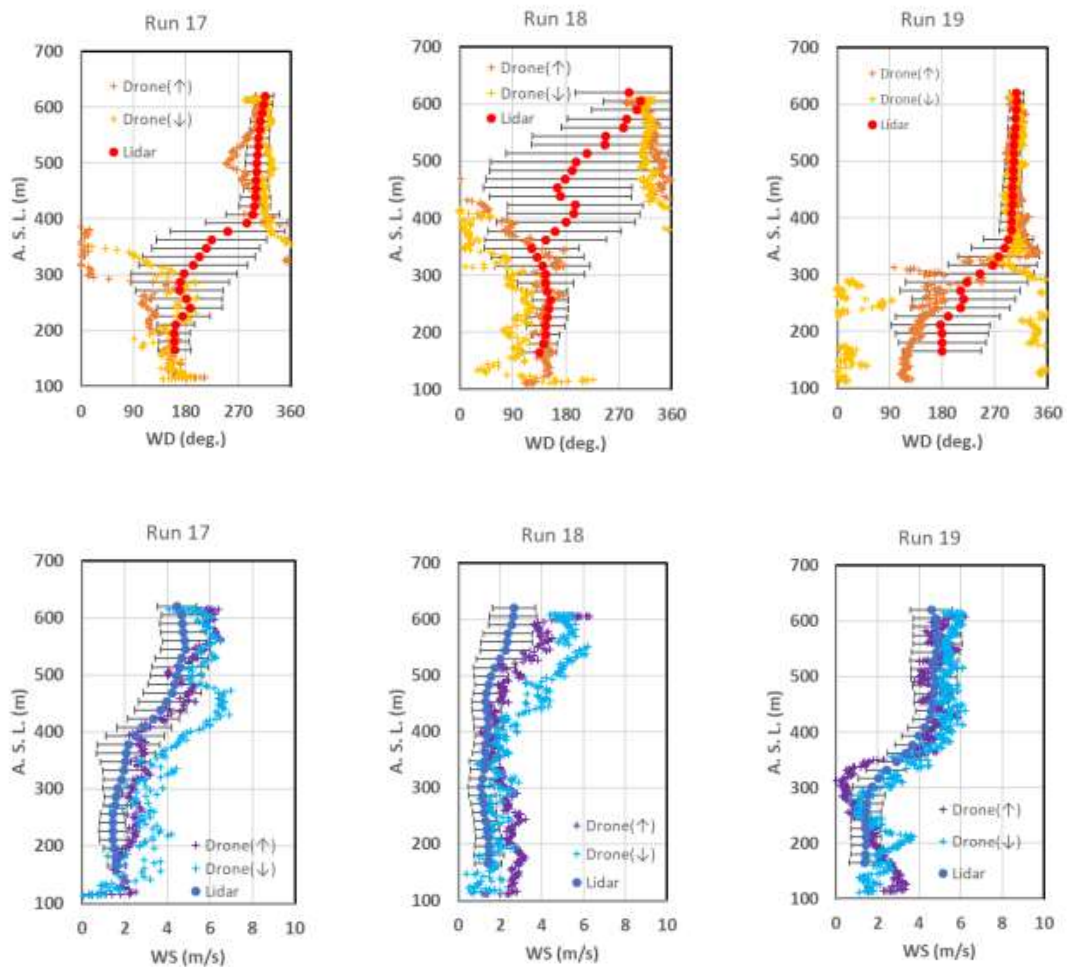 Run 17
700
600
500
400
300
200
100
A. S. L. (m)
Drone(↑)
Drone(↓)
Lidar
0 90 180 270 360
WD (deg.)
Run 18
700
600
500
400
300
200
100
A. S. L. (m)
Drone(↑)
Drone(↓)
Lidar
0 90 180 270 360
WD (deg.)
Run 19
700
600
500
400
300
200
100
A. S. L. (m)
Drone(↑)
Drone(↓)
Lidar
0 90 180 270 360
WD (deg.)
Run 17
700
600
500
400
300
200
100
A. S. L. (m)
Drone(↑)
Drone(↓)
Lidar
0 2 4 6 8 10
WS (m/s)
Run 18
700
600
500
400
300
200
100
A. S. L. (m)
Drone(↑)
Drone(↓)
Lidar
0 2 4 6 8 10
WS (m/s)
Run 19
700
600
500
400
300
200
100
A. S. L. (m)
Drone(↑)
Drone(↓)
Lidar
0 2 4 6 8 10
WS (m/s)